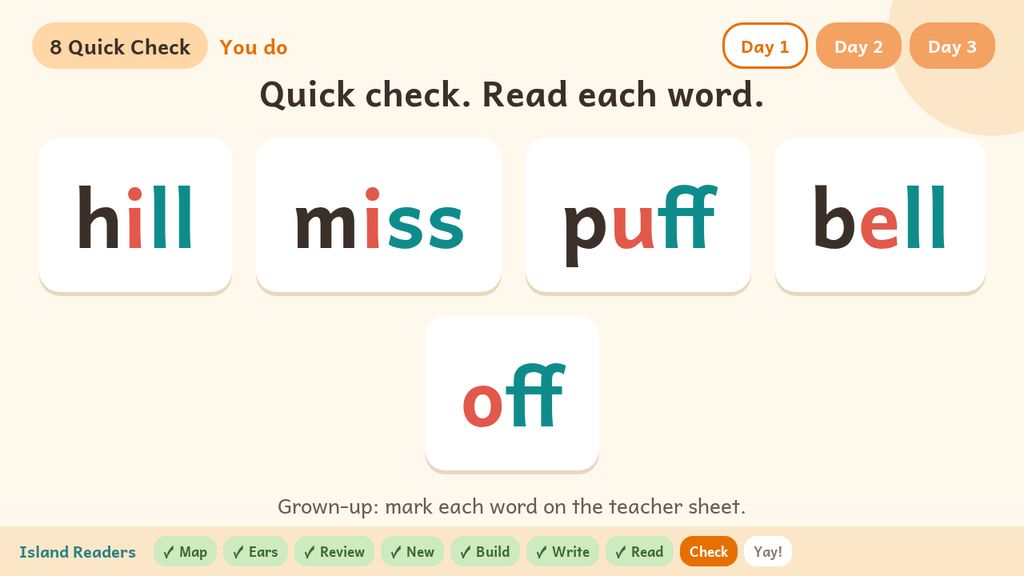 8 Quick Check You do Day 1 Day 2 Day 3
Quick check. Read each word.
hill miss puff bell
off
Grown-up: mark each word on the teacher sheet.
Island Readers ✓ Map ✓ Ears ✓ Review ✓ New ✓ Build ✓ Write ✓ Read Check Yay!